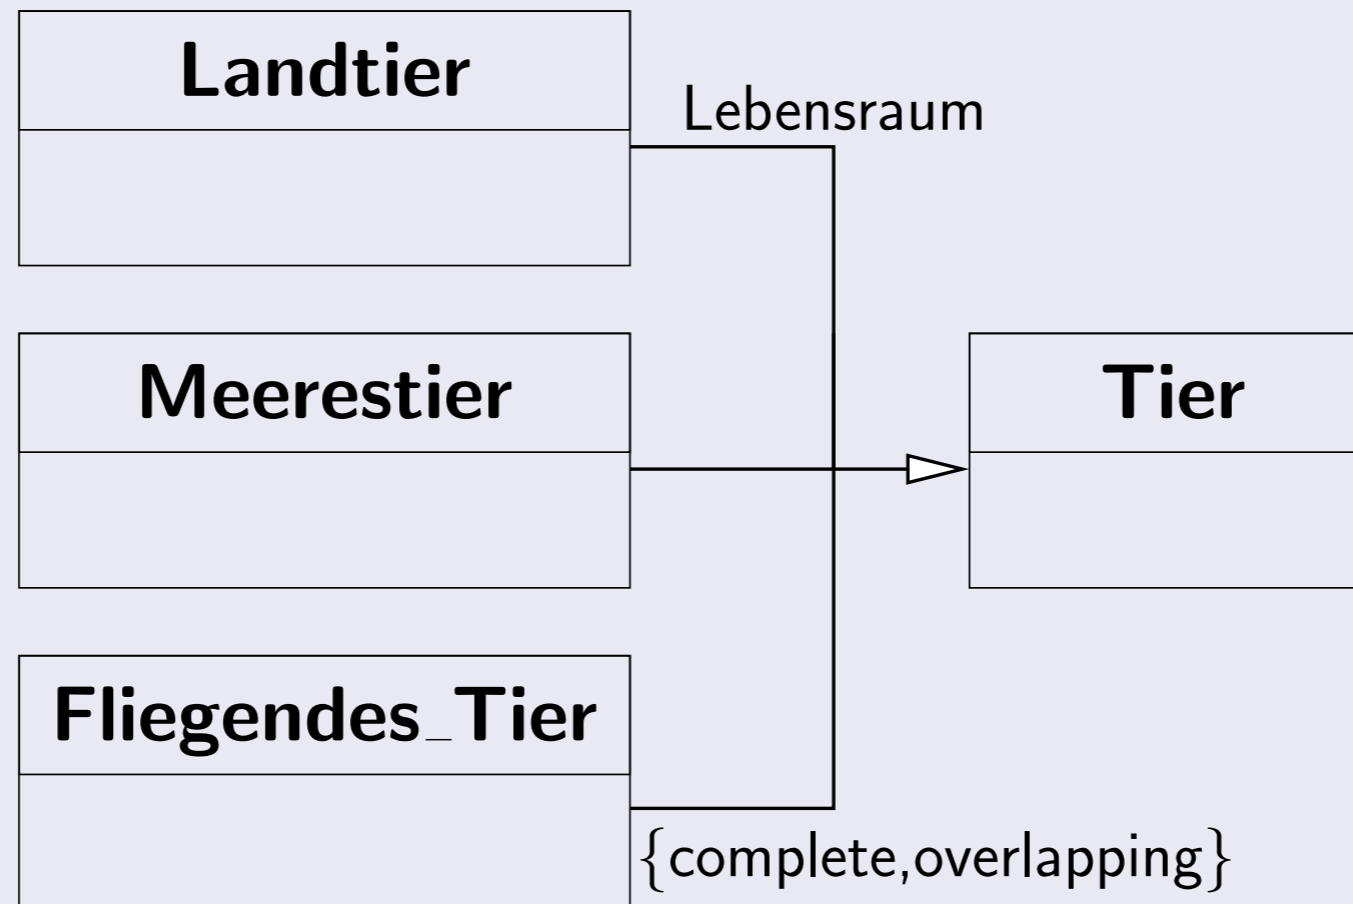 Landtier
Lebensraum
Meerestier
Tier
Fliegendes_Tier
{complete,overlapping}